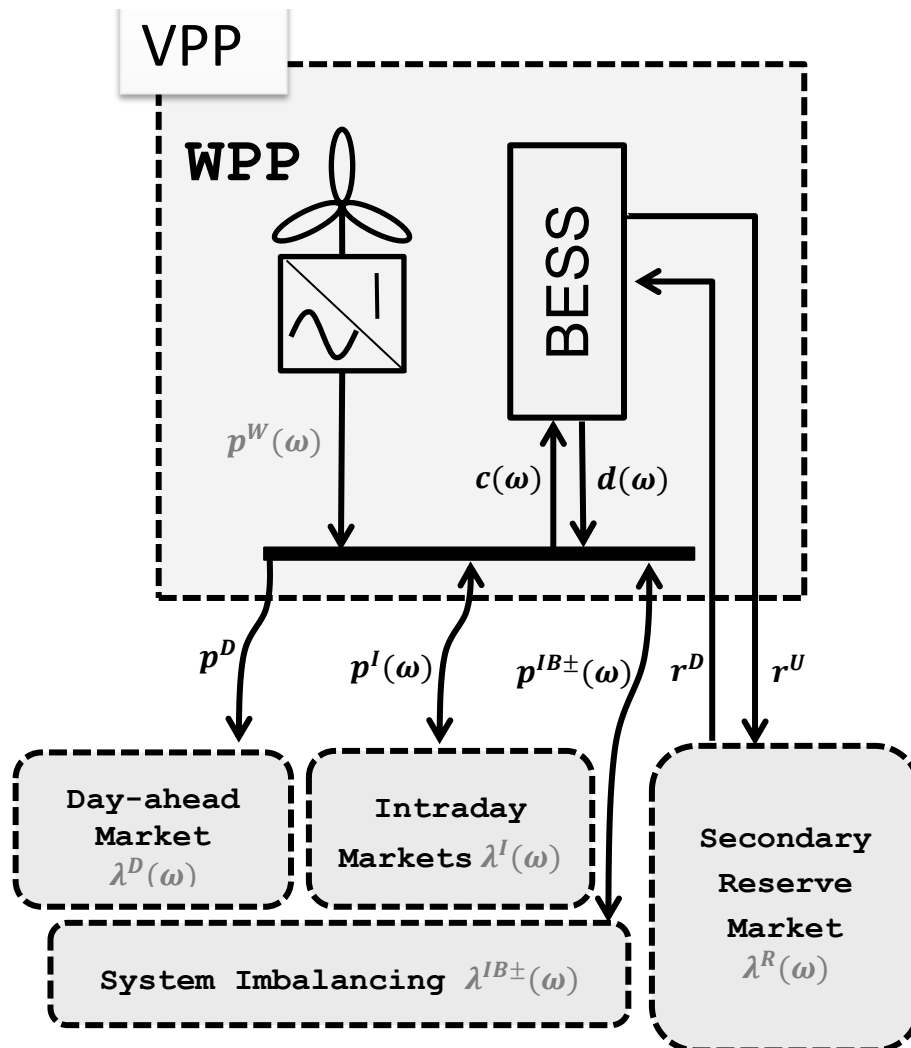 VPP
WPP
BESS
p^W(ω)
c(ω)
d(ω)
p^D
p^I(ω)
p^{IB±}(ω)
r^D
r^U
Day-ahead
Market
λ^D(ω)
Intraday
Markets λ^I(ω)
System Imbalancing λ^{IB±}(ω)
Secondary
Reserve
Market
λ^R(ω)